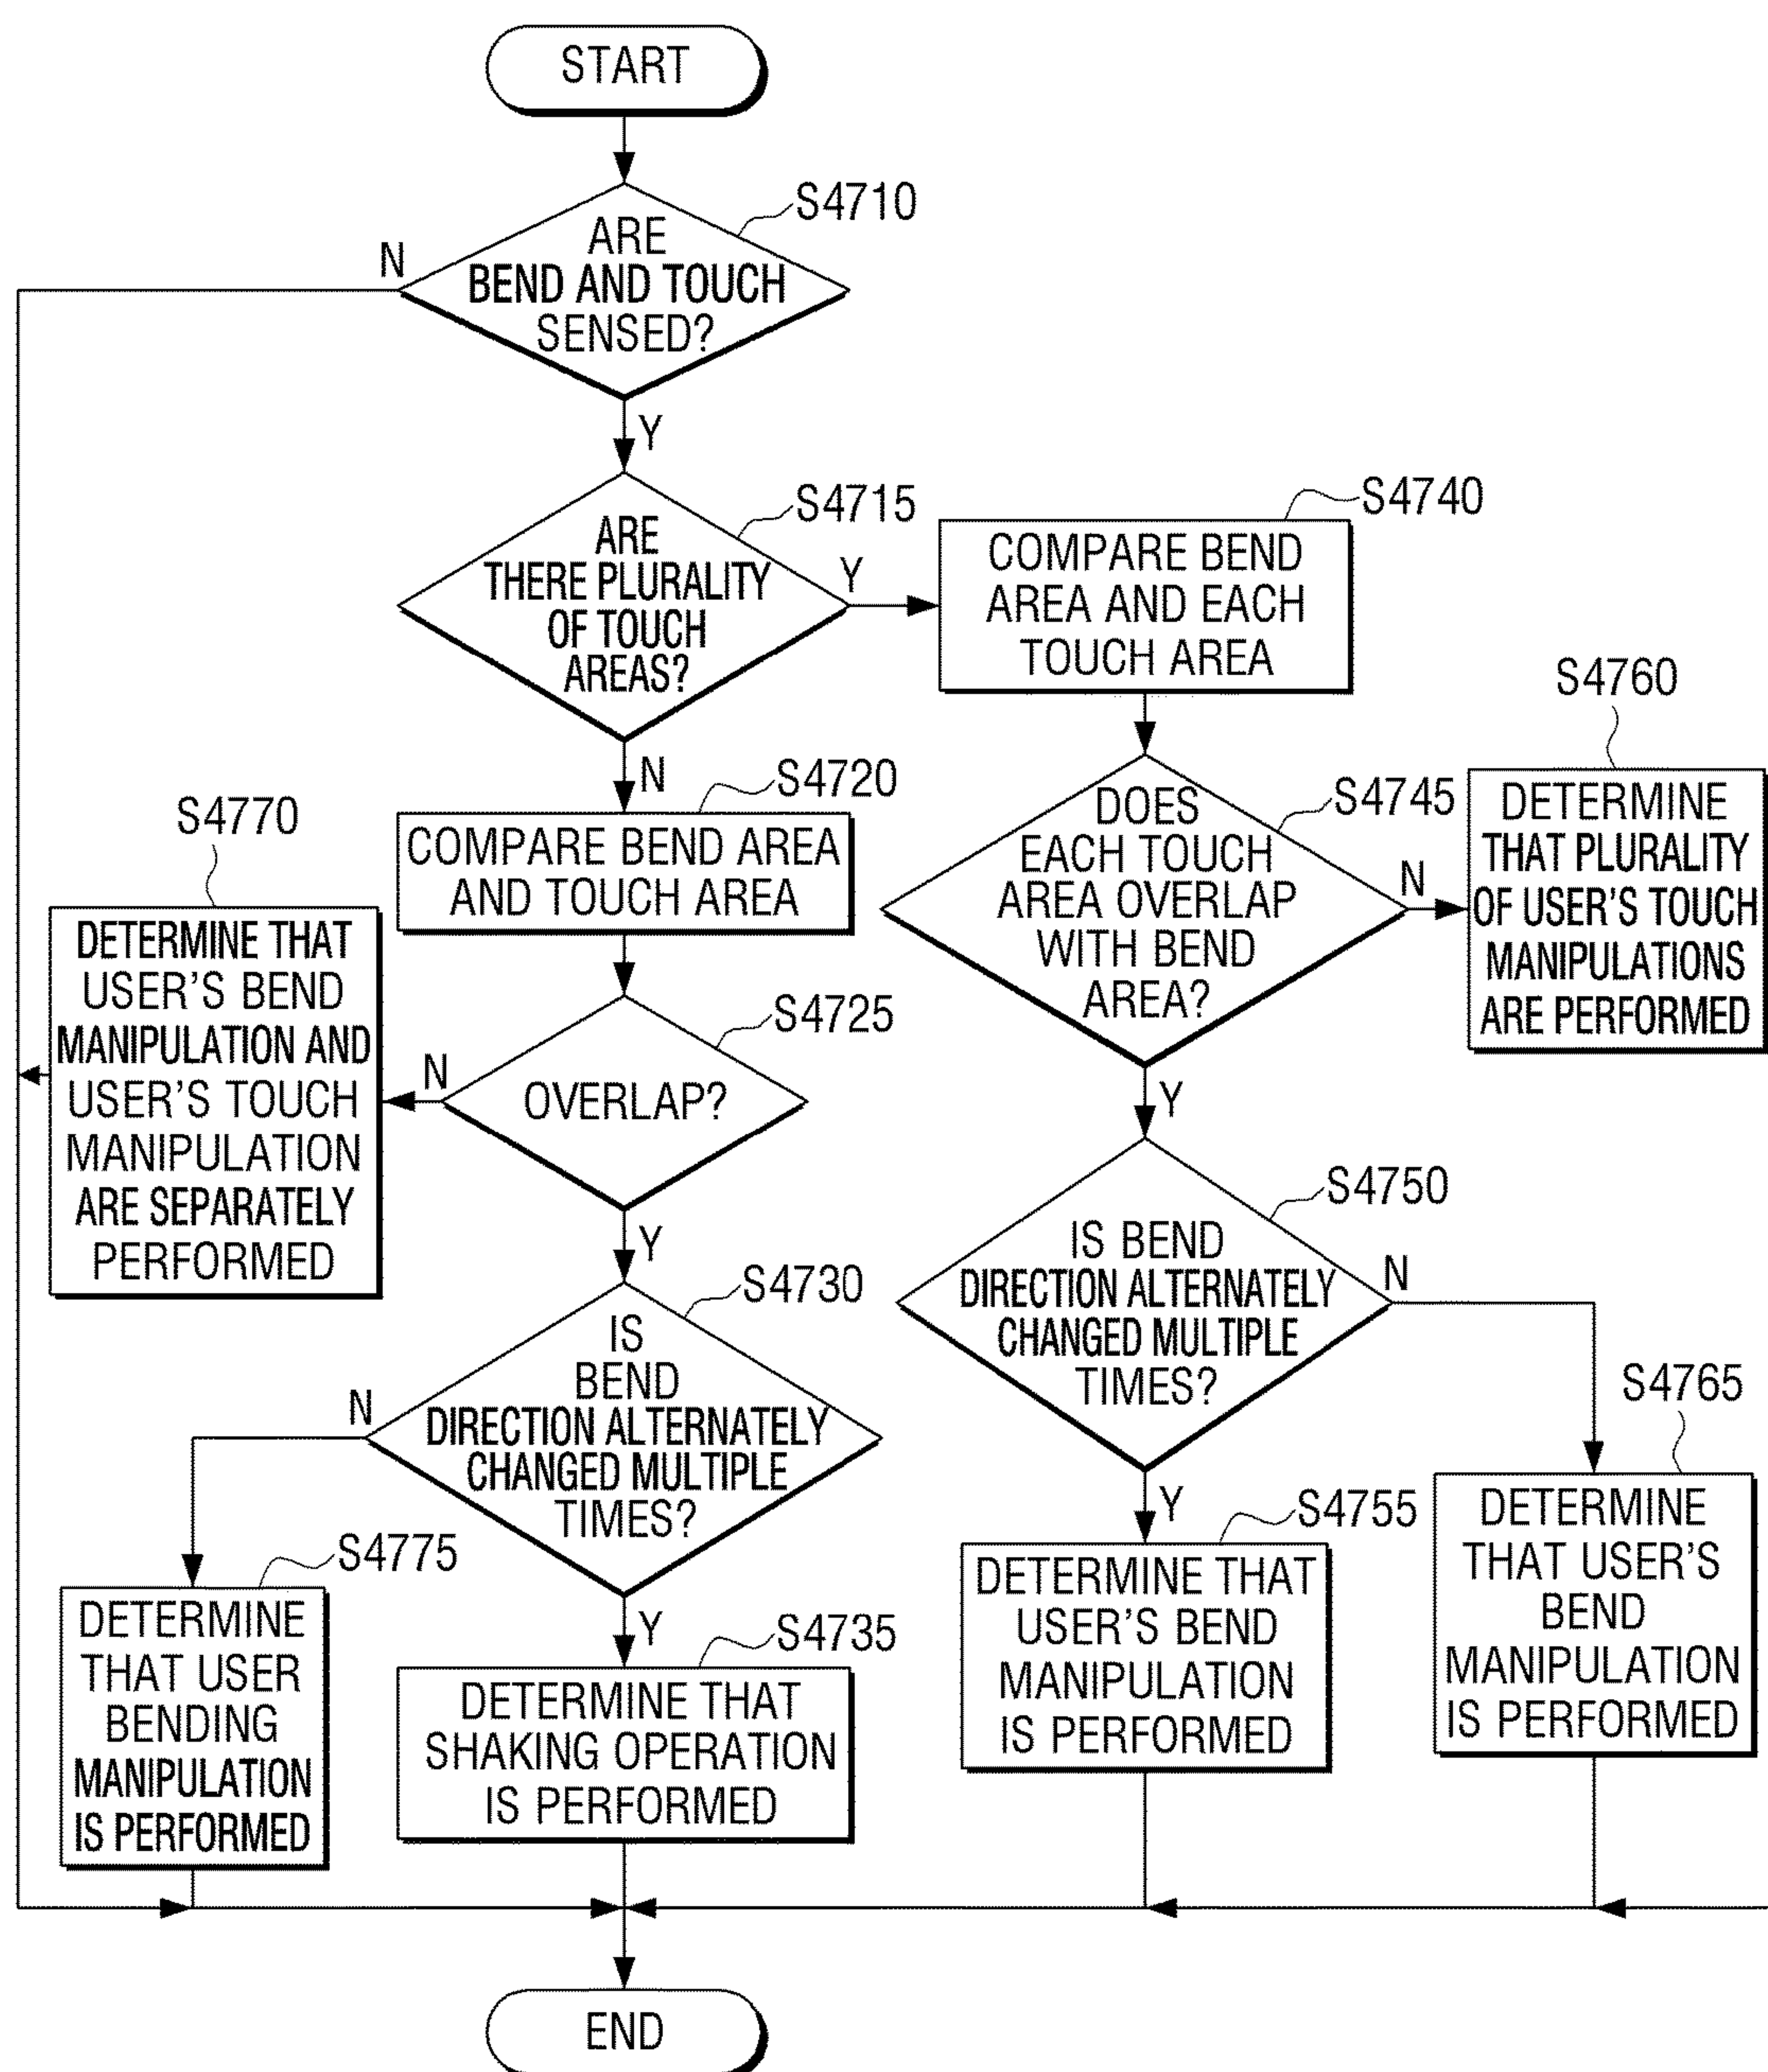 START
S4710
ARE
BEND AND TOUCH
SENSED?
N
Y
S4715
ARE
THERE PLURALITY
OF TOUCH
AREAS?
Y
N
S4740
COMPARE BEND
AREA AND EACH
TOUCH AREA
S4720
COMPARE BEND AREA
AND TOUCH AREA
S4745
DOES
EACH TOUCH
AREA OVERLAP
WITH BEND
AREA?
N
Y
S4760
DETERMINE
THAT PLURALITY
OF USER'S TOUCH
MANIPULATIONS
ARE PERFORMED
S4770
DETERMINE THAT
USER'S BEND
MANIPULATION AND
USER'S TOUCH
MANIPULATION
ARE SEPARATELY
PERFORMED
S4725
OVERLAP?
N
Y
S4730
IS
BEND
DIRECTION ALTERNATELY
CHANGED MULTIPLE
TIMES?
N
Y
S4750
IS BEND
DIRECTION ALTERNATELY
CHANGED MULTIPLE
TIMES?
N
Y
S4775
DETERMINE
THAT USER
BENDING
MANIPULATION
IS PERFORMED
S4735
DETERMINE THAT
SHAKING OPERATION
IS PERFORMED
S4755
DETERMINE THAT
USER'S BEND
MANIPULATION
IS PERFORMED
S4765
DETERMINE
THAT USER'S
BEND
MANIPULATION
IS PERFORMED
END